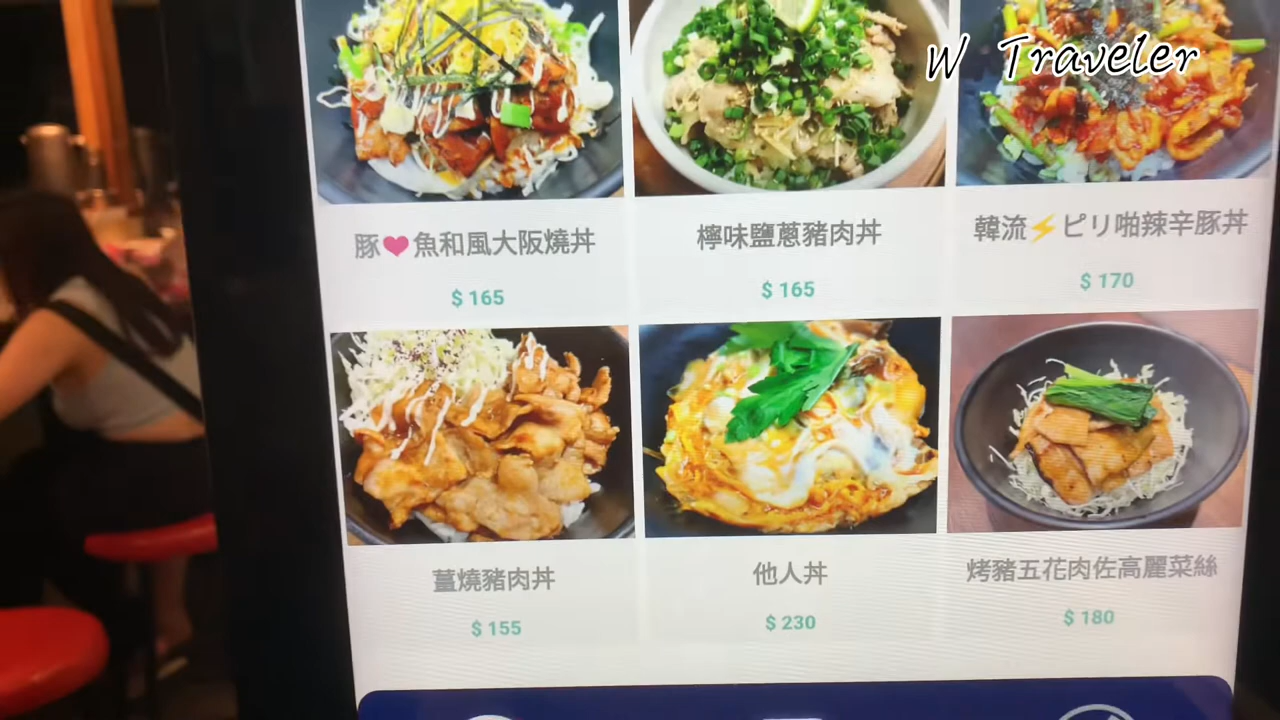 W Traveler
豚❤️魚和風大阪燒丼
檸味鹽蔥豬肉丼
韓流⚡ピリ啪辣辛豚丼
$ 165
$ 165
$ 170
薑燒豬肉丼
他人丼
烤豬五花肉佐高麗菜絲
$ 155
$ 230
$ 180